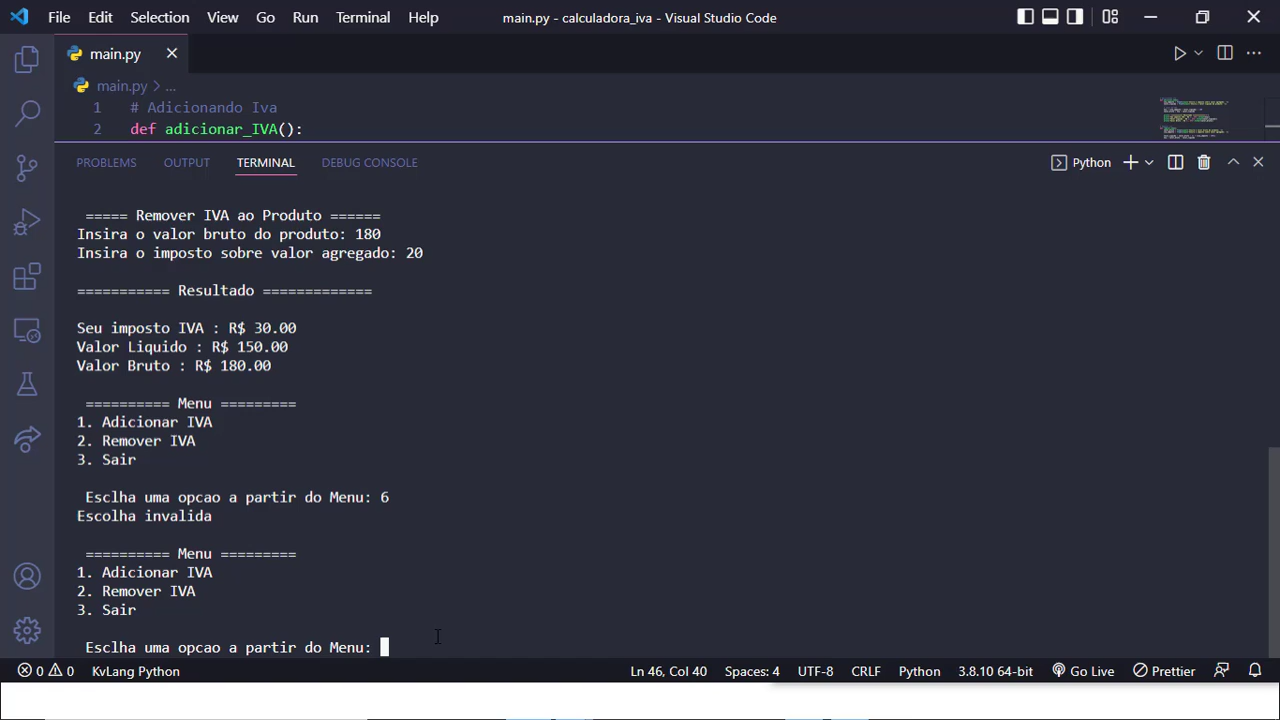 File Edit Selection View Go Run Terminal Help main.py - calculadora_iva - Visual Studio Code
main.py
main.py > ...
1 # Adicionando Iva
2 def adicionar_IVA():
PROBLEMS OUTPUT TERMINAL DEBUG CONSOLE Python
===== Remover IVA ao Produto ======
Insira o valor bruto do produto: 180
Insira o imposto sobre valor agregado: 20
=========== Resultado =============
Seu imposto IVA : R$ 30.00
Valor Liquido : R$ 150.00
Valor Bruto : R$ 180.00
========== Menu =========
1. Adicionar IVA
2. Remover IVA
3. Sair
Esclha uma opcao a partir do Menu: 6
Escolha invalida
========== Menu =========
1. Adicionar IVA
2. Remover IVA
3. Sair
Esclha uma opcao a partir do Menu:
0 0 KvLang Python Ln 46, Col 40 Spaces: 4 UTF-8 CRLF Python 3.8.10 64-bit Go Live Prettier